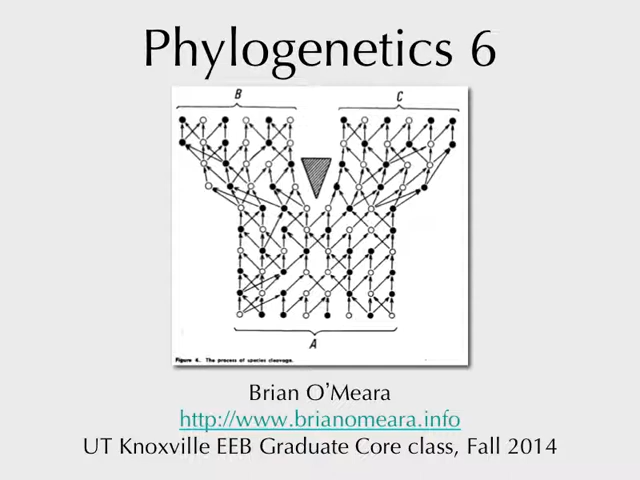 Phylogenetics 6
B
C
A
Figure 4. The process of species cleavage.
Brian O’Meara
http://www.brianomeara.info
UT Knoxville EEB Graduate Core class, Fall 2014